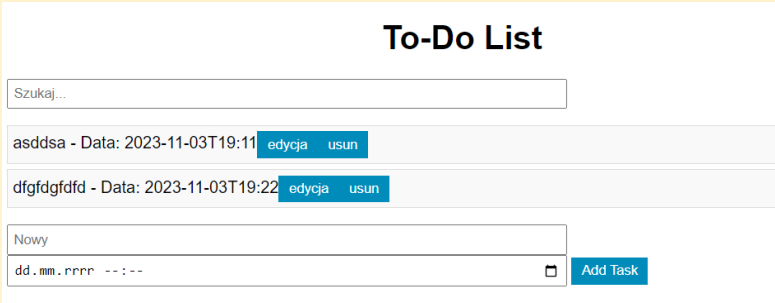 To-Do List
Szukaj...
asddsa - Data: 2023-11-03T19:11 edycja usun
dfgfdgfdfd - Data: 2023-11-03T19:22 edycja usun
Nowy
dd.mm.rrrr --:-- Add Task